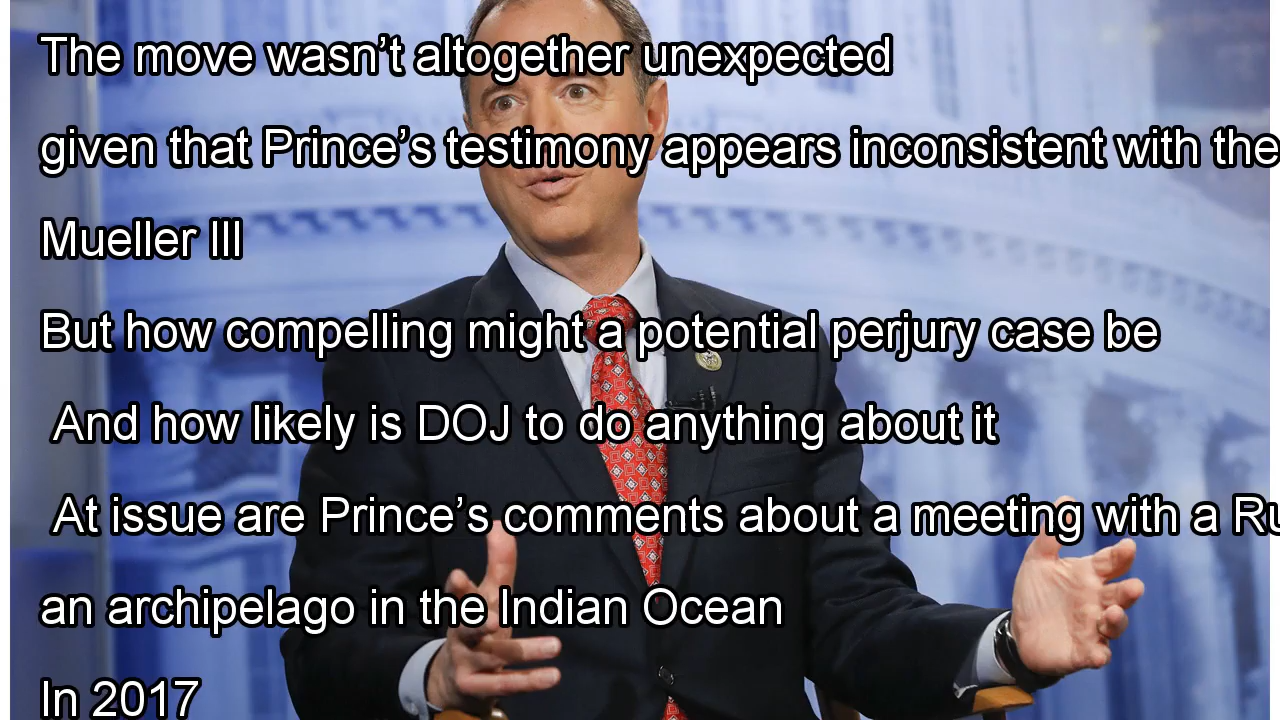 The move wasn’t altogether unexpected
given that Prince’s testimony appears inconsistent with the
Mueller III
But how compelling might a potential perjury case be
And how likely is DOJ to do anything about it
At issue are Prince’s comments about a meeting with a
an archipelago in the Indian Ocean
In 2017